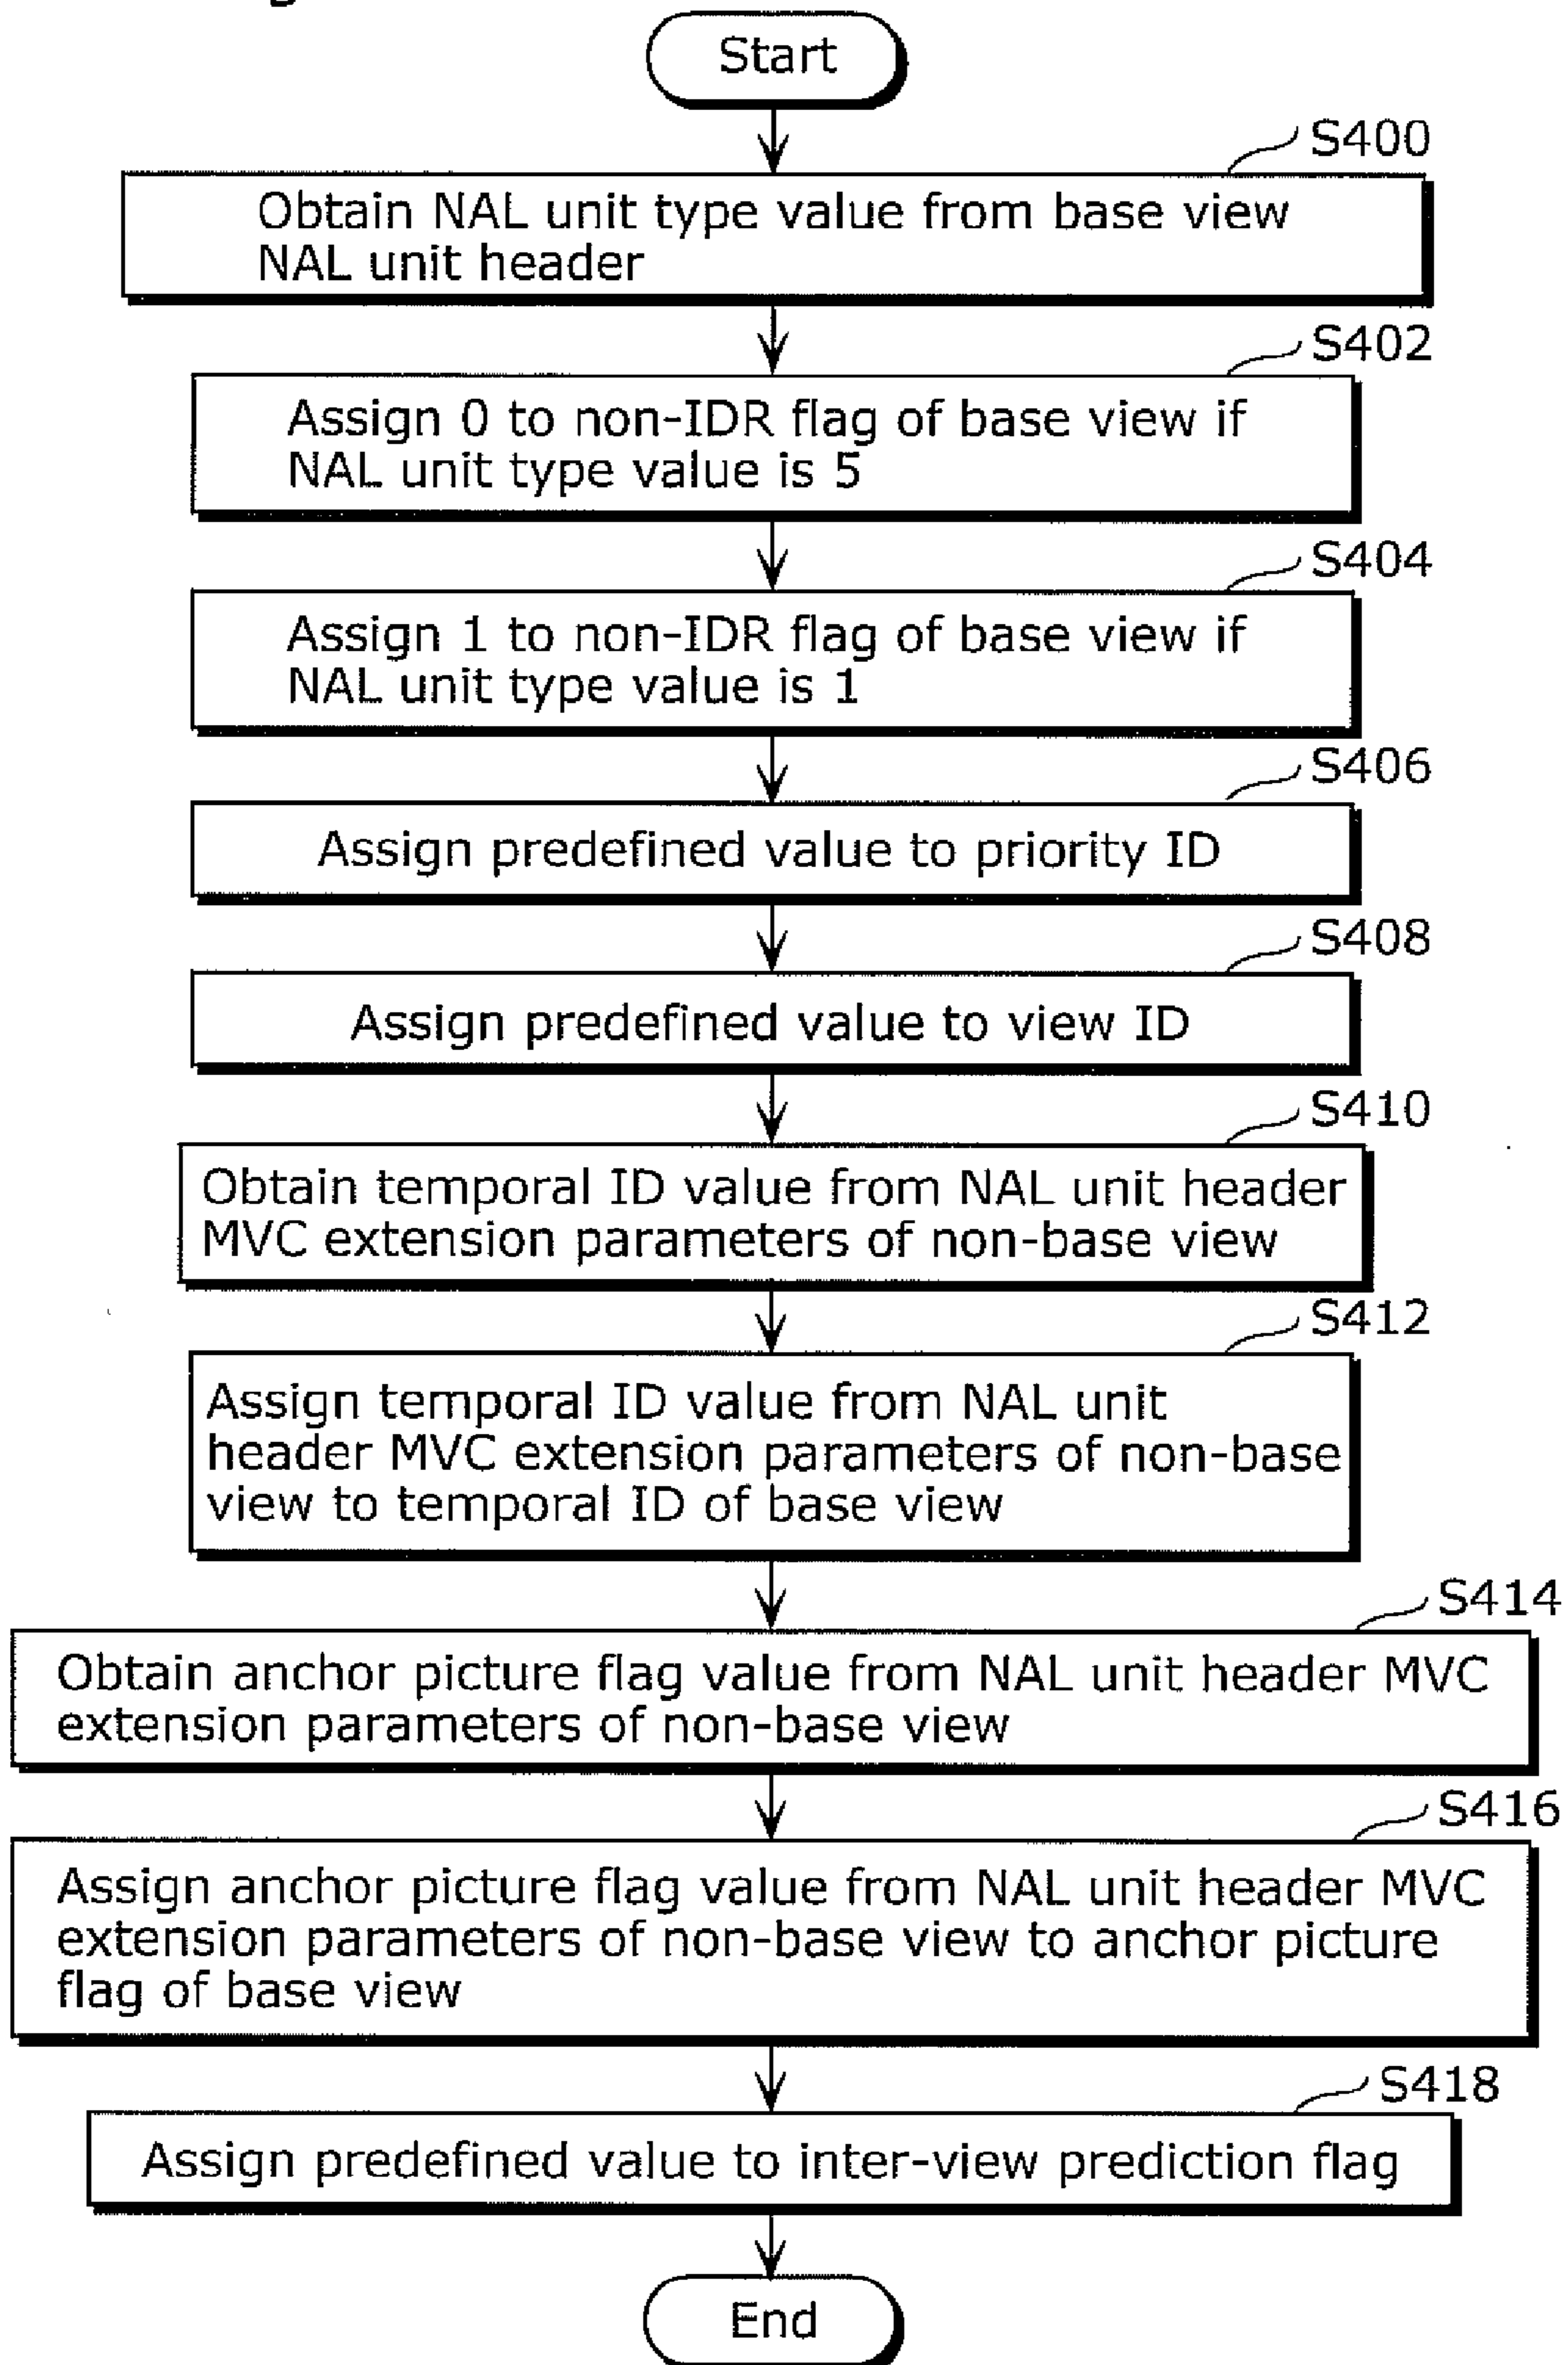 Start
S400
Obtain NAL unit type value from base view
NAL unit header
S402
Assign 0 to non-IDR flag of base view if
NAL unit type value is 5
S404
Assign 1 to non-IDR flag of base view if
NAL unit type value is 1
S406
Assign predefined value to priority ID
S408
Assign predefined value to view ID
S410
Obtain temporal ID value from NAL unit header
MVC extension parameters of non-base view
S412
Assign temporal ID value from NAL unit
header MVC extension parameters of non-base
view to temporal ID of base view
S414
Obtain anchor picture flag value from NAL unit header MVC
extension parameters of non-base view
S416
Assign anchor picture flag value from NAL unit header MVC
extension parameters of non-base view to anchor picture
flag of base view
S418
Assign predefined value to inter-view prediction flag
End